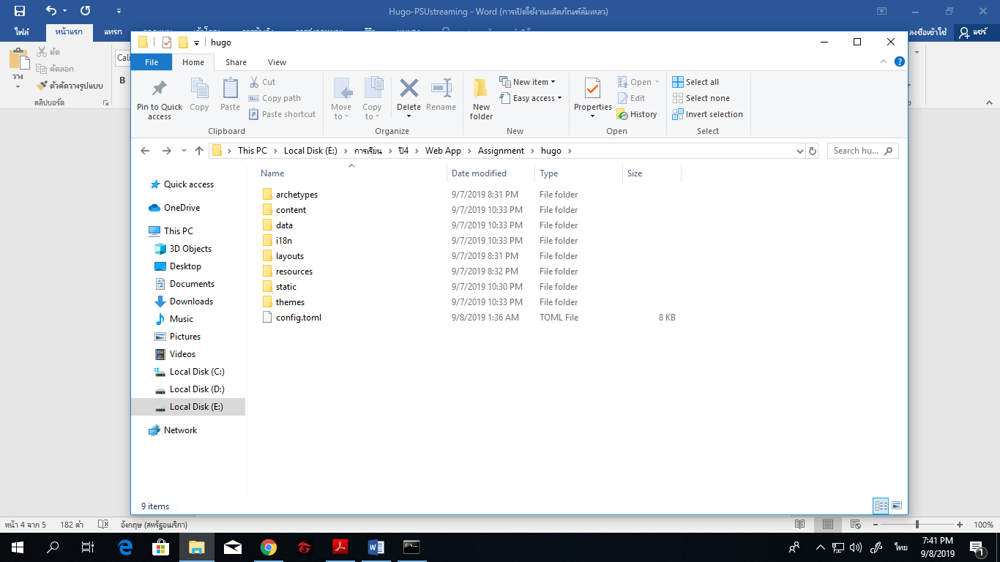 Hugo-PSUstreaming - Word (การเปิดใช้งานผลิตภัณฑ์ล้มเหลว)
ไฟล์ หน้าแรก แทรก ลงชื่อเข้าใช้ แชร์
วาง
ตัด
คัดลอก
ตัวคัดวางรูปแบบ
คลิปบอร์ด
Cali
B
hugo
File Home Share View
Pin to Quick access
Copy
Paste
Cut
Copy path
Paste shortcut
Clipboard
Move to
Copy to
Delete
Rename
Organize
New folder
New item
Easy access
New
Properties
Open
Edit
History
Open
Select all
Select none
Invert selection
Select
This PC Local Disk (E:) การเรียน ปี4 Web App Assignment hugo
Search hu...
Name Date modified Type Size
Quick access
OneDrive
This PC
3D Objects
Desktop
Documents
Downloads
Music
Pictures
Videos
Local Disk (C:)
Local Disk (D:)
Local Disk (E:)
Network
archetypes 9/7/2019 8:31 PM File folder
content 9/7/2019 10:33 PM File folder
data 9/7/2019 10:33 PM File folder
i18n 9/7/2019 10:33 PM File folder
layouts 9/7/2019 8:31 PM File folder
resources 9/7/2019 8:32 PM File folder
static 9/7/2019 10:30 PM File folder
themes 9/7/2019 10:33 PM File folder
config.toml 9/8/2019 1:36 AM TOML File 8 KB
9 items
หน้า 4 จาก 5 182 คำ อังกฤษ (สหรัฐอเมริกา) 100%
ไทย
7:41 PM
9/8/2019
1